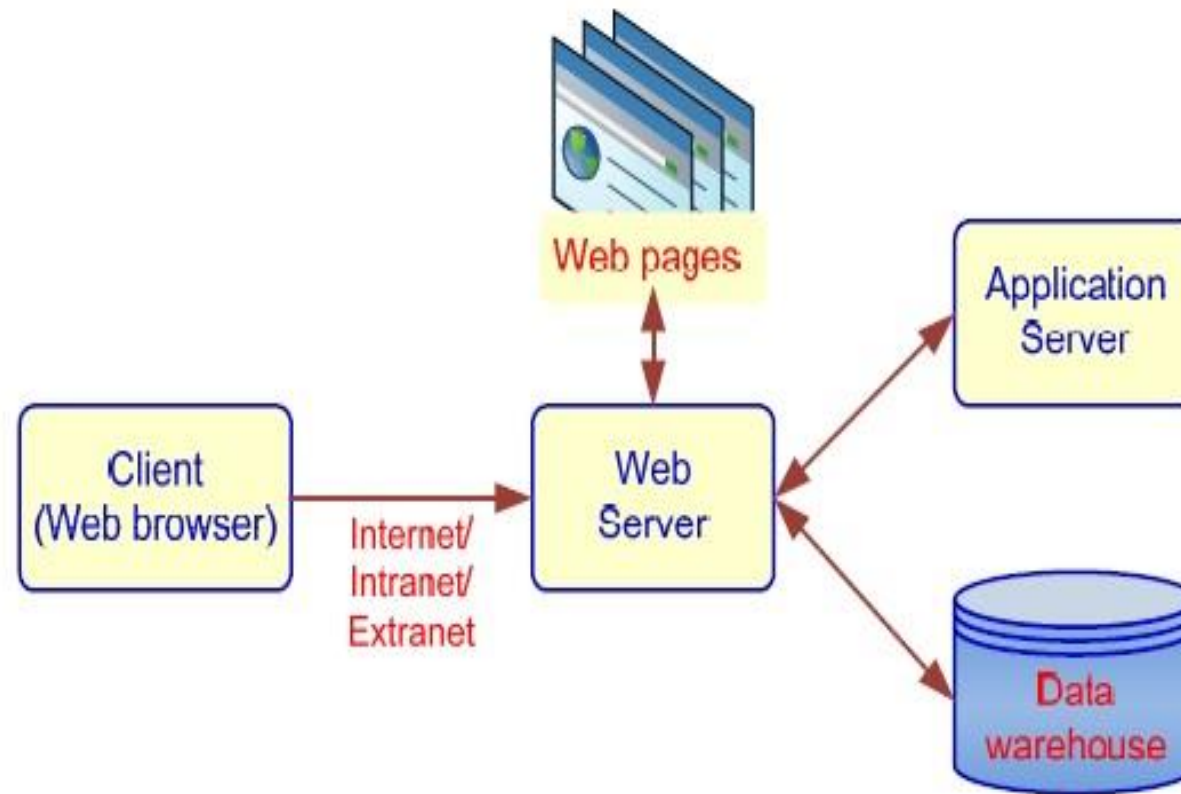 Web pages
Application
Server
Client
(Web browser)
Web
Server
Internet/
Intranet/
Extranet
Data
warehouse